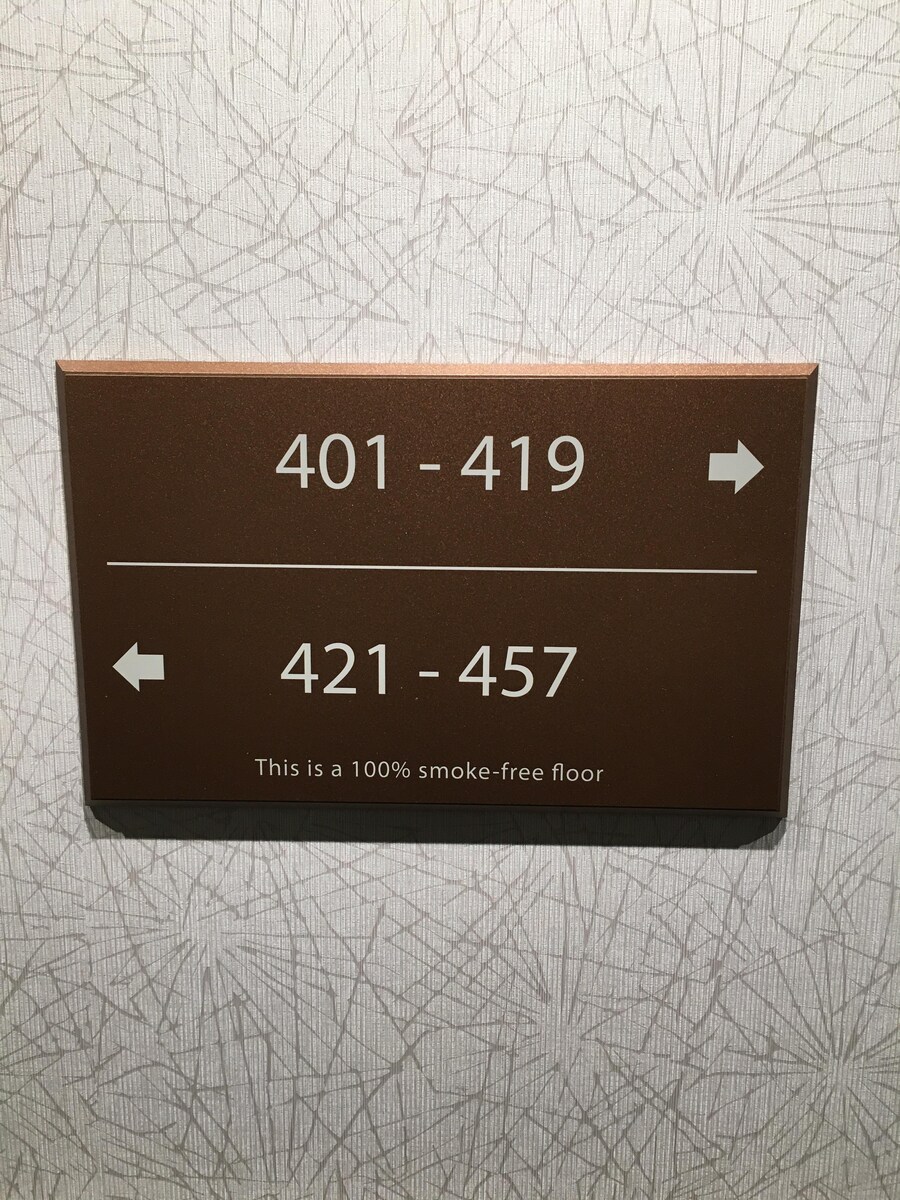 401 - 419
421 - 457
This is a 100% smoke-free floor